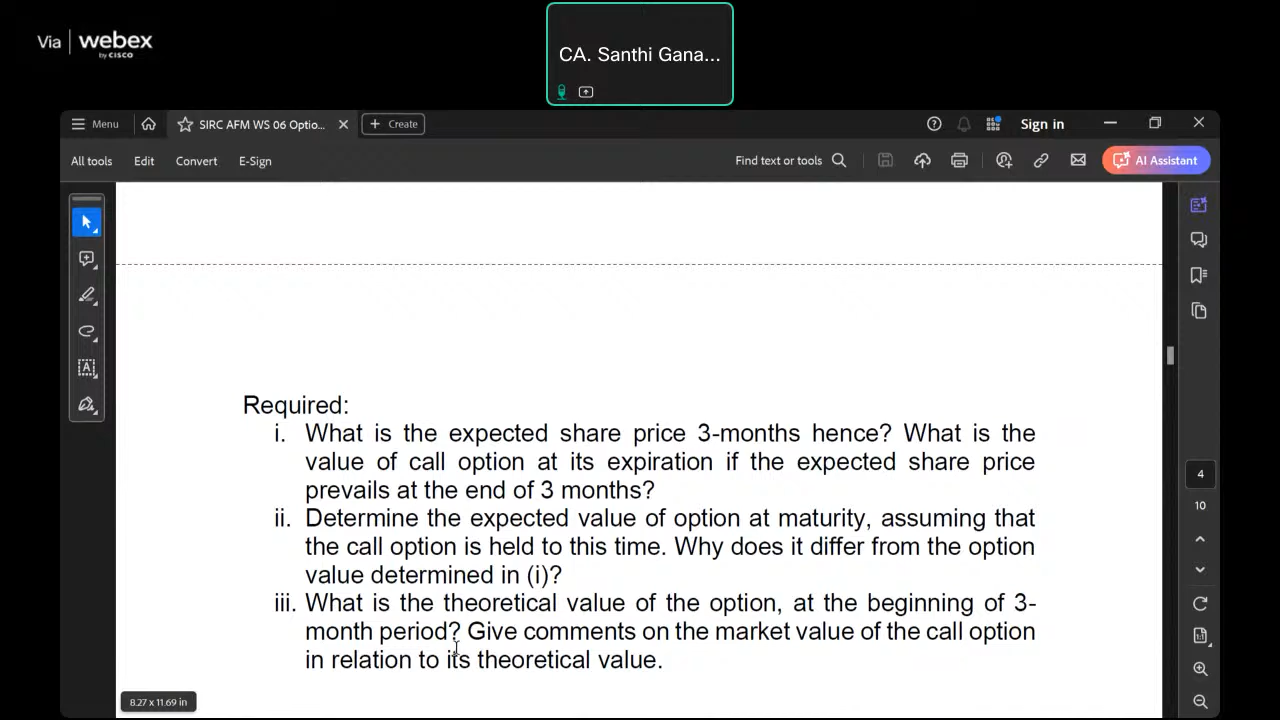 Via | webex
by CISCO
CA. Santhi Gana...
Menu
SIRC AFM WS 06 Optio...
+ Create
Sign in
All tools
Edit
Convert
E-Sign
Find text or tools
AI Assistant
Required:
i. What is the expected share price 3-months hence? What is the
value of call option at its expiration if the expected share price
prevails at the end of 3 months?
ii. Determine the expected value of option at maturity, assuming that
the call option is held to this time. Why does it differ from the option
value determined in (i)?
iii. What is the theoretical value of the option, at the beginning of 3-
month period? Give comments on the market value of the call option
in relation to its theoretical value.
4
10
8.27 x 11.69 in